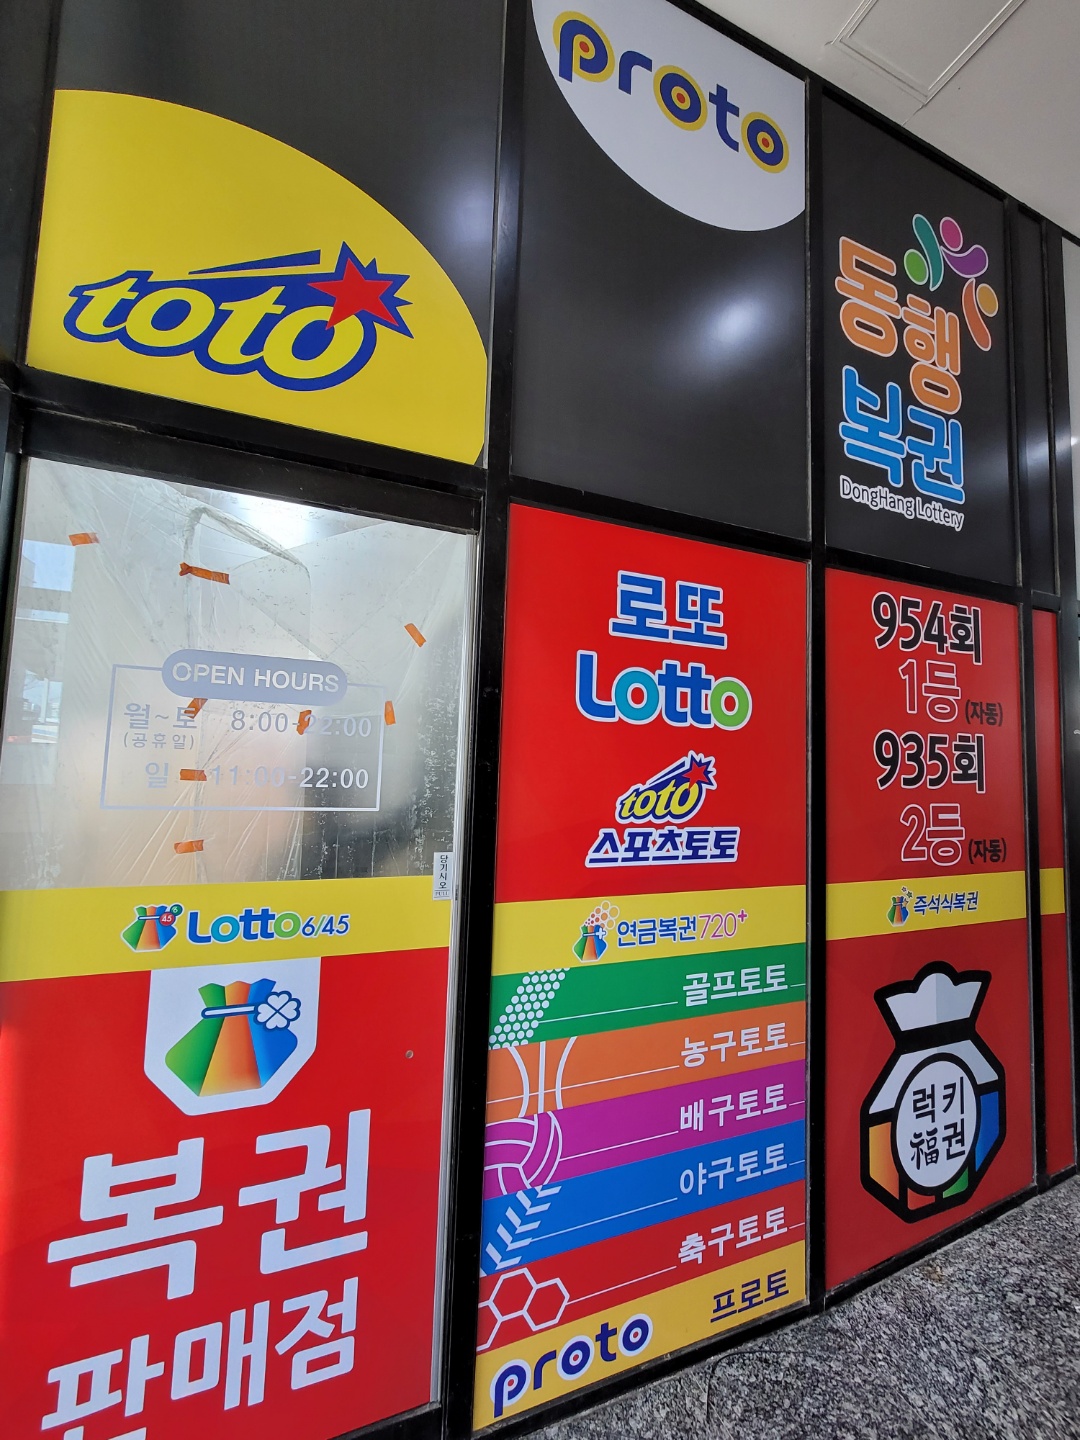 toto
proto
동행
복권
DongHang Lottery
OPEN HOURS
월~토 8:00-22:00
(공휴일)
일 11:00-22:00
당기시오
PULL
Lotto 6/45
복권
판매점
로또
Lotto
toto
스포츠토토
연금복권720+
골프토토
농구토토
배구토토
야구토토
축구토토
프로토
proto
954회
1등 (자동)
935회
2등 (자동)
즉석식복권
럭키
福권